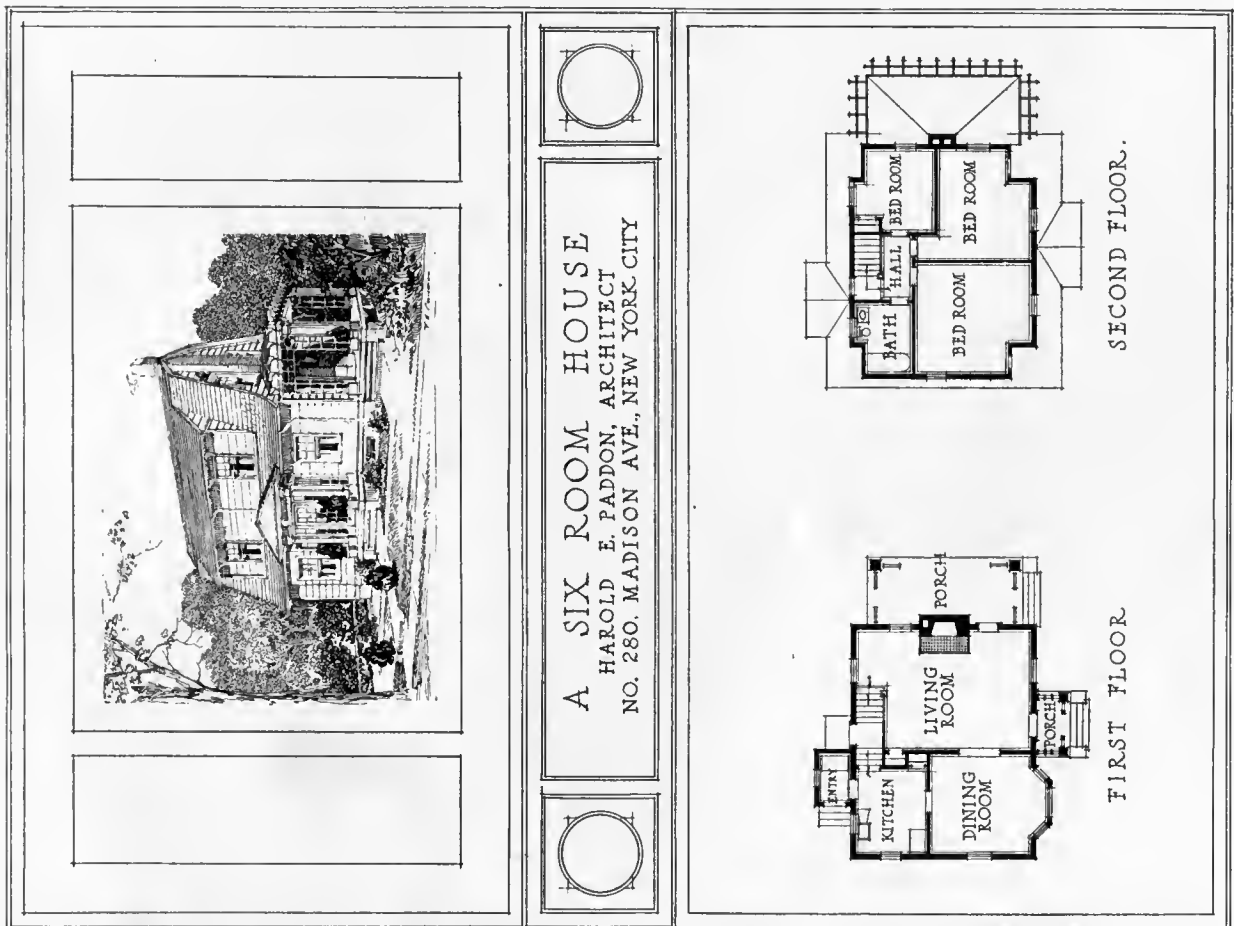 A SIX ROOM HOUSE
HAROLD E. PADDON, ARCHITECT
NO. 280. MADISON AVE., NEW YORK CITY
ENTRY
KITCHEN
LIVING
ROOM
PORCH
DINING
ROOM
PORCH
FIRST FLOOR
BATH
HALL
BED ROOM
BED ROOM
BED ROOM
SECOND FLOOR.